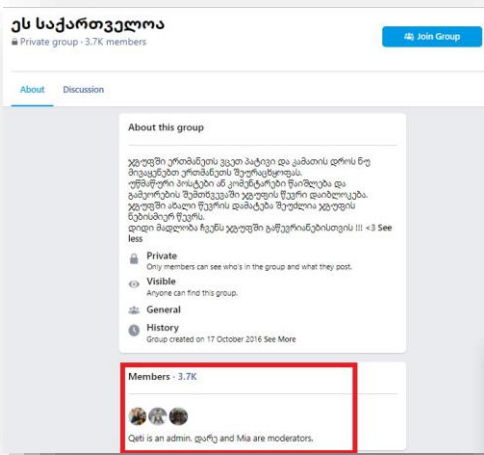 ეს საქართველოა
Private group · 3.7K members
Join Group
About
Discussion
About this group
ჯგუფში ერთმანეთს ვცეთ პატივი და კამათის დროს ნუ
მივაყენებთ ერთმანეთს შეურაცხყოფას.
უწმაწური პოსტები ან კომენტარები წაიშლება და
გამეორების შემთხვევაში ჯგუფის წევრი დაიბლოკება.
ჯგუფში ახალი წევრის დამატება შეუძლია ჯგუფის
ნებისმიერ წევრს.
დიდი მადლობა ჩვენს ჯგუფში გაწევრიანებისთვის !!! <3 See
less
Private
Only members can see who's in the group and what they post.
Visible
Anyone can find this group.
General
History
Group created on 17 October 2016 See More
Members · 3.7K
Qeti is an admin. დარე and Mia are moderators.